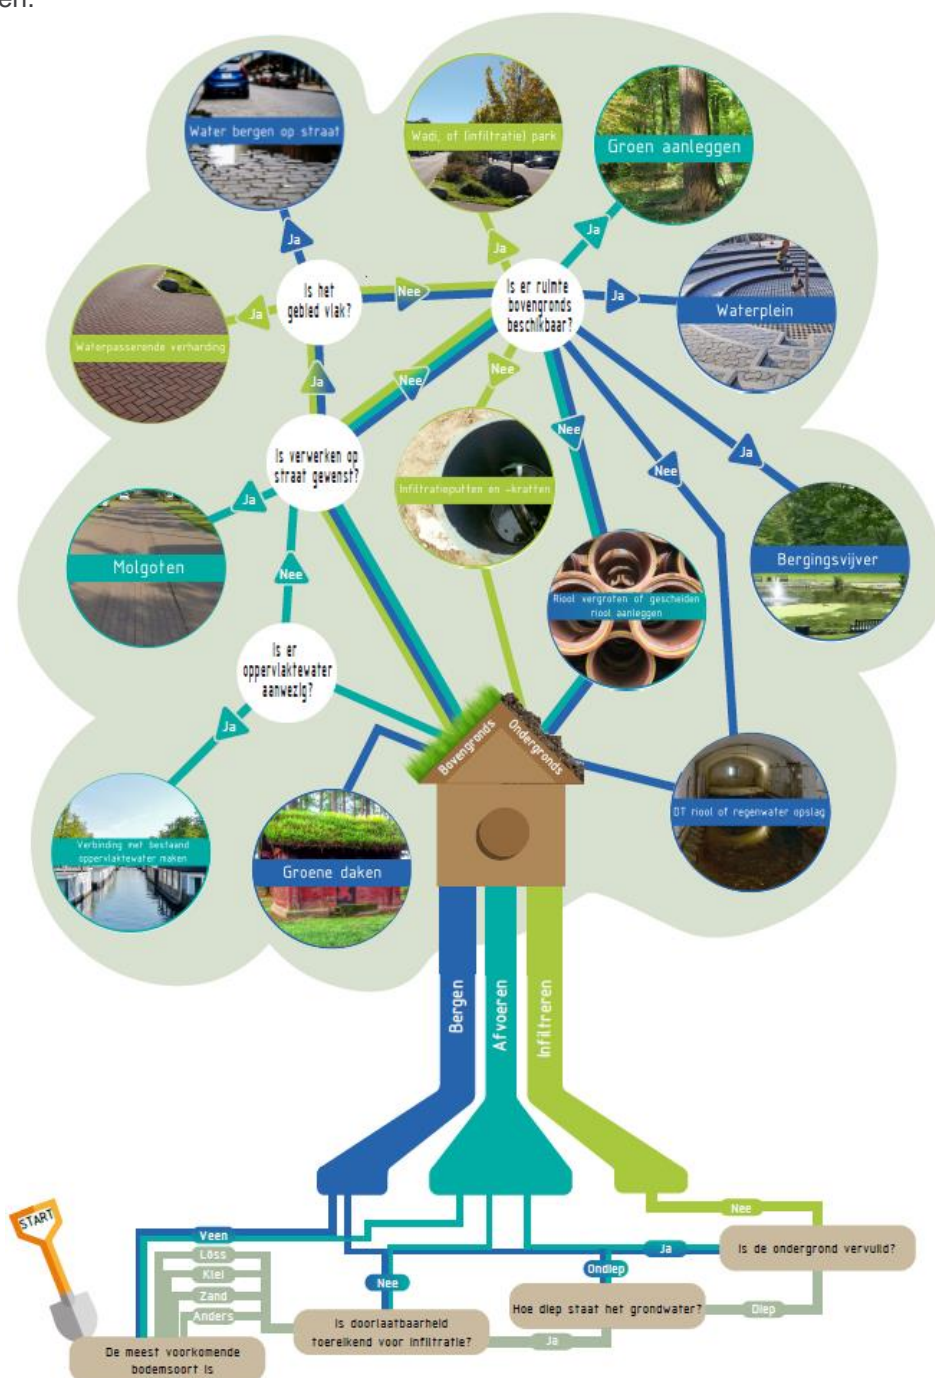 en.
Water bergen op straat
Wadi, of (infiltratie) park
Groen aanleggen
Ja
Ja
Ja
Is het
gebied vlak?
Nee
Is er ruimte
bovengronds
beschikbaar?
Ja
Waterplein
Ja
Waterpasserende verharding
Ja
Nee
Nee
Nee
Nee
Ja
Is verwerken op
straat gewenst?
Ja
Infiltratieputten en -kratten
Molgoten
Nee
Bergingsvijver
Riool vergroten of gescheiden
riool aanleggen
Is er
oppervlaktewater
aanwezig?
Ja
Bovengronds
Ondergronds
Verbinding met bestaand
oppervlaktewater maken
Groene daken
DT riool of regenwater opslag
Bergen
Afvoeren
Infiltreren
START
Veen
Löss
Klei
Zand
Anders
Nee
Ja
Is de ondergrond vervuild?
Nee
Ondiep
Hoe diep staat het grondwater?
Diep
Is doorlaatbaarheid
toereikend voor infiltratie?
Ja
De meest voorkomende
bodemsoort is